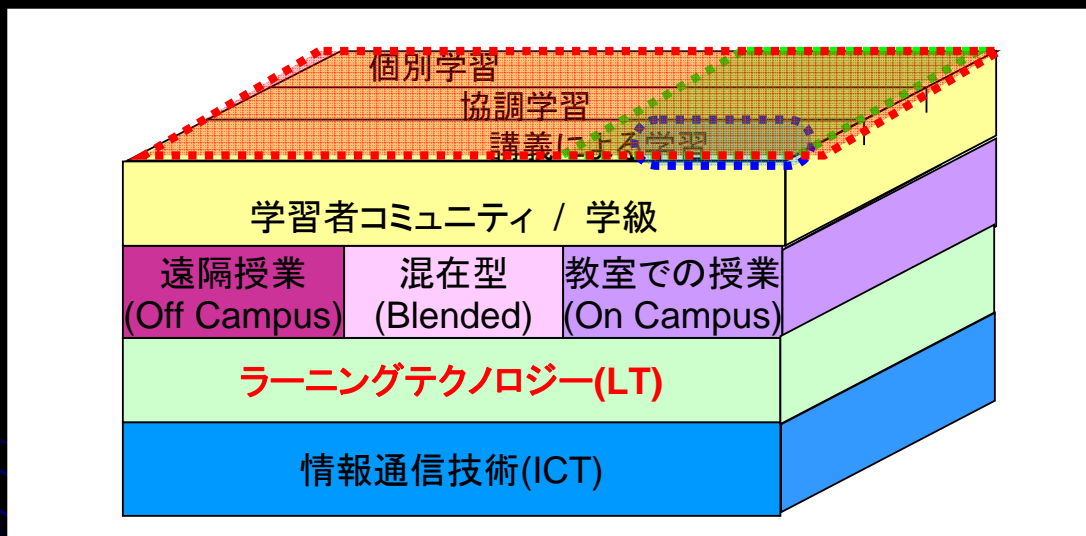 個別学習
協調学習
講義による学習
学習者コミュニティ / 学級
遠隔授業 混在型 教室での授業
(Off Campus) (Blended) (On Campus)
ラーニングテクノロジー(LT)
情報通信技術(ICT)